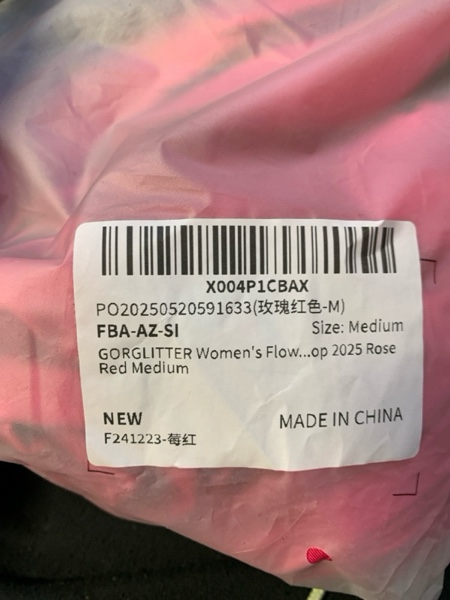 X004P1CBAX
PO20250520591633(玫瑰红色-M)
FBA-AZ-SI Size: Medium
GORGLITTER Women's Flow...op 2025 Rose
Red Medium
NEW MADE IN CHINA
F241223-莓红